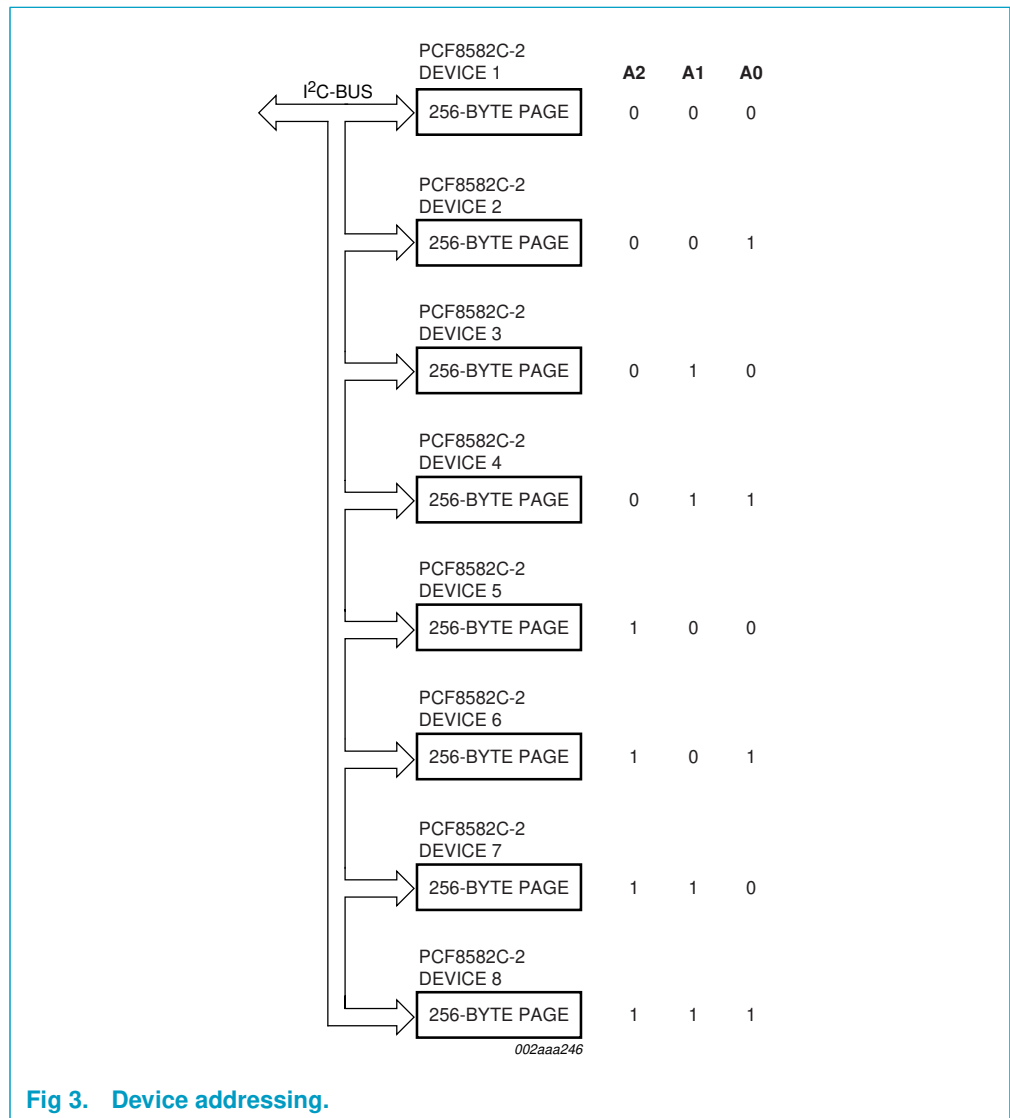 PCF8582C-2
DEVICE 1 A2 A1 A0
I²C-BUS
256-BYTE PAGE 0 0 0
PCF8582C-2
DEVICE 2
256-BYTE PAGE 0 0 1
PCF8582C-2
DEVICE 3
256-BYTE PAGE 0 1 0
PCF8582C-2
DEVICE 4
256-BYTE PAGE 0 1 1
PCF8582C-2
DEVICE 5
256-BYTE PAGE 1 0 0
PCF8582C-2
DEVICE 6
256-BYTE PAGE 1 0 1
PCF8582C-2
DEVICE 7
256-BYTE PAGE 1 1 0
PCF8582C-2
DEVICE 8
256-BYTE PAGE 1 1 1
002aaa246
Fig 3. Device addressing.